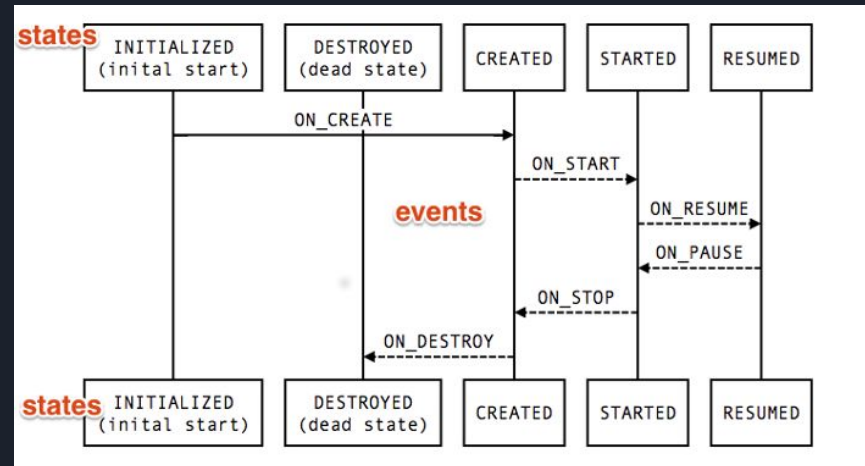 states
INITIALIZED
(inital start)
DESTROYED
(dead state)
CREATED
STARTED
RESUMED
ON_CREATE
ON_START
events
ON_RESUME
ON_PAUSE
ON_STOP
ON_DESTROY
states
INITIALIZED
(inital start)
DESTROYED
(dead state)
CREATED
STARTED
RESUMED